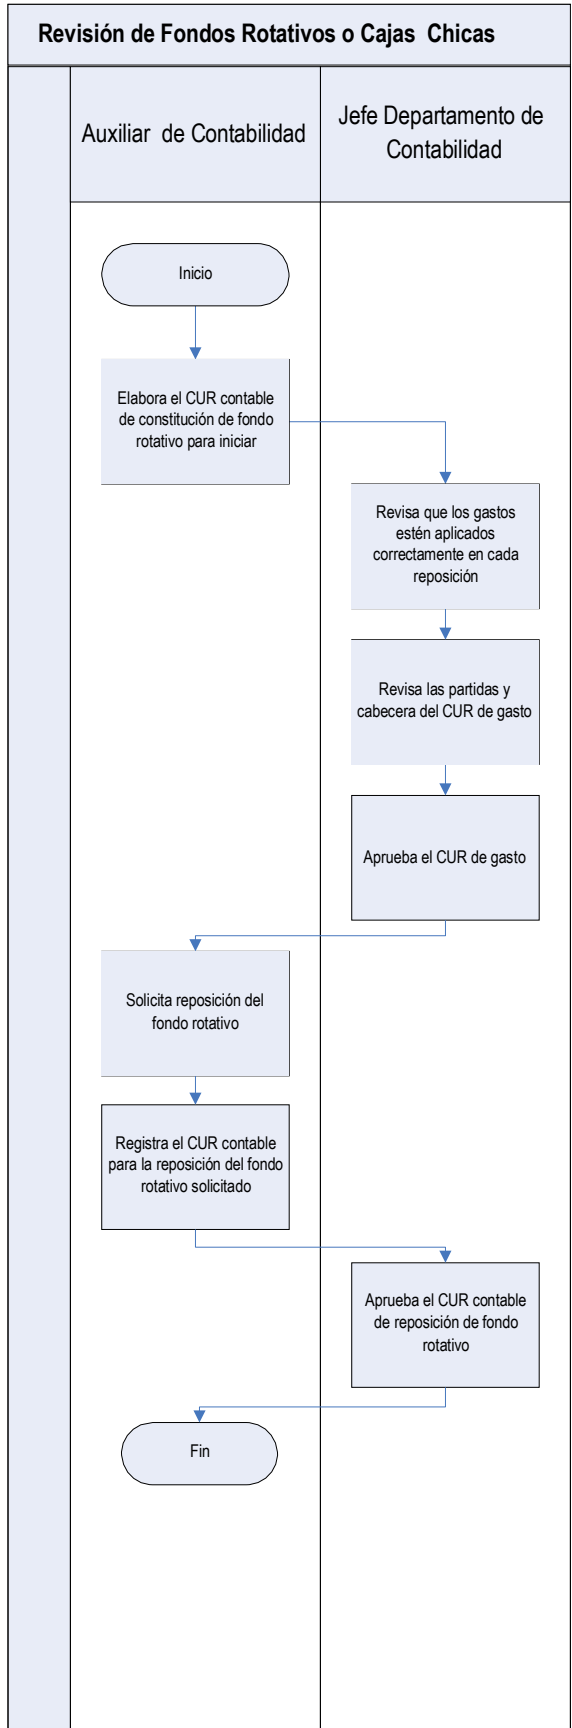 Revisión de Fondos Rotativos o Cajas Chicas
Auxiliar de Contabilidad
Jefe Departamento de
Contabilidad
Inicio
Elabora el CUR contable
de constitución de fondo
rotativo para iniciar
Revisa que los gastos
estén aplicados
correctamente en cada
reposición
Revisa las partidas y
cabecera del CUR de gasto
Aprueba el CUR de gasto
Solicita reposición del
fondo rotativo
Registra el CUR contable
para la reposición del fondo
rotativo solicitado
Aprueba el CUR contable
de reposición de fondo
rotativo
Fin